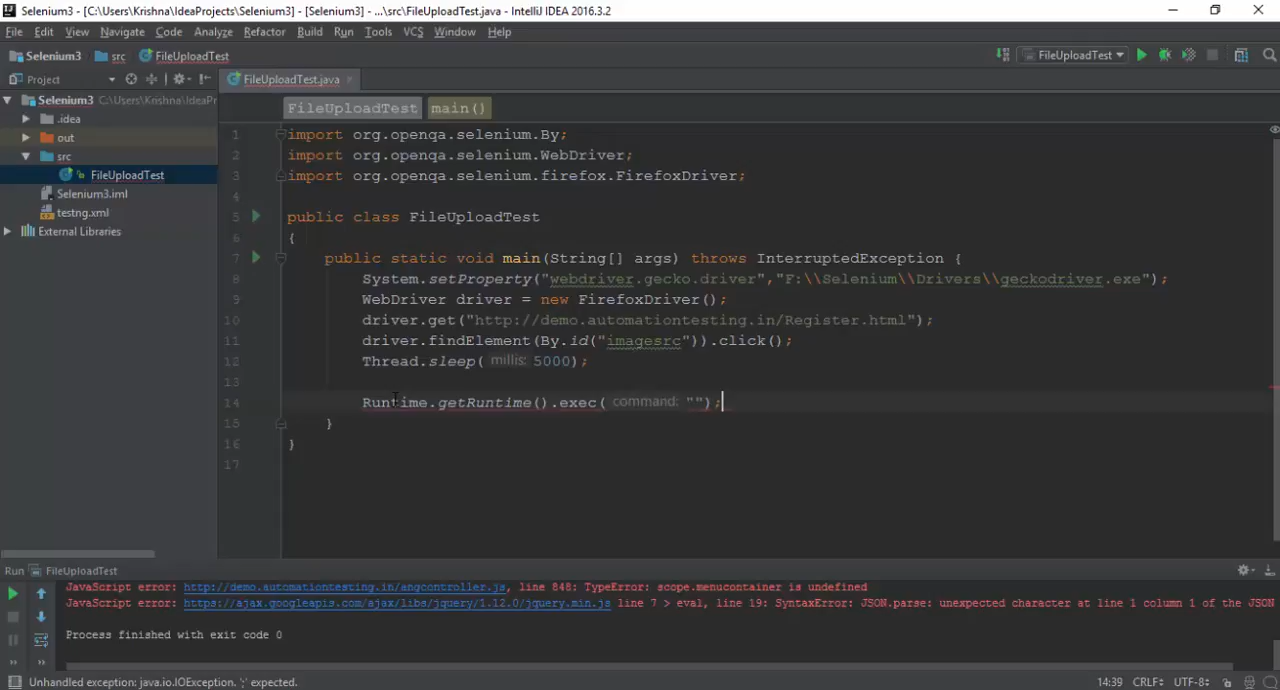 Selenium3 - [C:\Users\Krishna\IdeaProjects\Selenium3] - [Selenium3] - ...\src\FileUploadTest.java - IntelliJ IDEA 2016.3.2
File Edit View Navigate Code Analyze Refactor Build Run Tools VCS Window Help
Selenium3 src FileUploadTest FileUploadTest
Project FileUploadTest.java
Selenium3 C:\Users\Krishna\IdeaPr
.idea
out
src
FileUploadTest
Selenium3.iml
testng.xml
External Libraries
FileUploadTest main()
1 import org.openqa.selenium.By;
2 import org.openqa.selenium.WebDriver;
3 import org.openqa.selenium.firefox.FirefoxDriver;
4
5 public class FileUploadTest
6 {
7 public static void main(String[] args) throws InterruptedException {
8 System.setProperty("webdriver.gecko.driver","F:\\Selenium\\Drivers\\geckodriver.exe");
9 WebDriver driver = new FirefoxDriver();
10 driver.get("http://demo.automationtesting.in/Register.html");
11 driver.findElement(By.id("imagesrc")).click();
12 Thread.sleep( millis: 5000);
13
14 Runtime.getRuntime().exec( command: "");
15 }
16 }
17
Run FileUploadTest
JavaScript error: http://demo.automationtesting.in/angcontroller.js, line 848: TypeError: scope.menucontainer is undefined
JavaScript error: https://ajax.googleapis.com/ajax/libs/jquery/1.12.0/jquery.min.js line 7 > eval, line 19: SyntaxError: JSON.parse: unexpected character at line 1 column 1 of the JSON
Process finished with exit code 0
Unhandled exception: java.io.IOException. ';' expected. 14:39 CRLF UTF-8